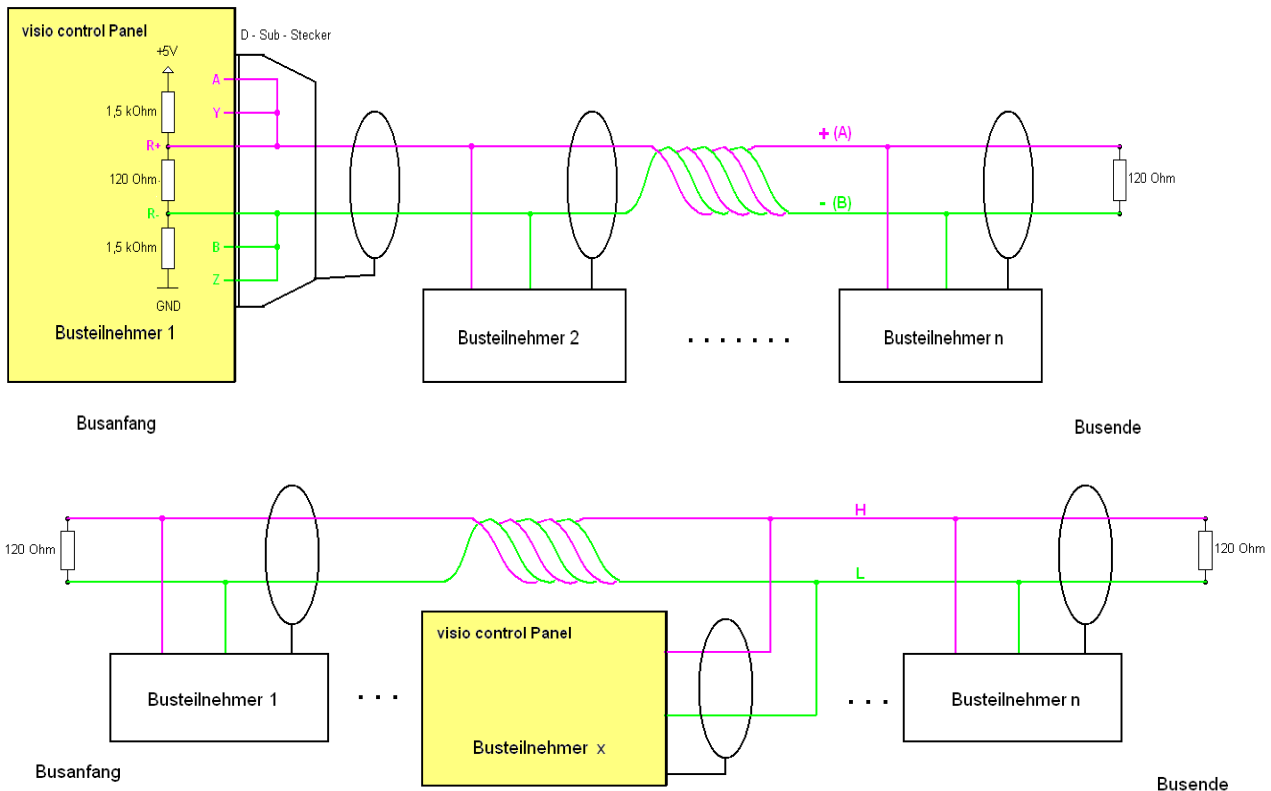 visio control Panel
D - Sub - Stecker
+5V
A
1,5 kOhm
Y
+ (A)
R+
120 Ohm
120 Ohm
- (B)
R-
B
1,5 kOhm
Z
GND
Busteilnehmer 1
Busteilnehmer 2
. . . . . . .
Busteilnehmer n
Busanfang
Busende
H
120 Ohm
120 Ohm
L
visio control Panel
Busteilnehmer 1
. . .
. . .
Busteilnehmer n
Busteilnehmer x
Busanfang
Busende